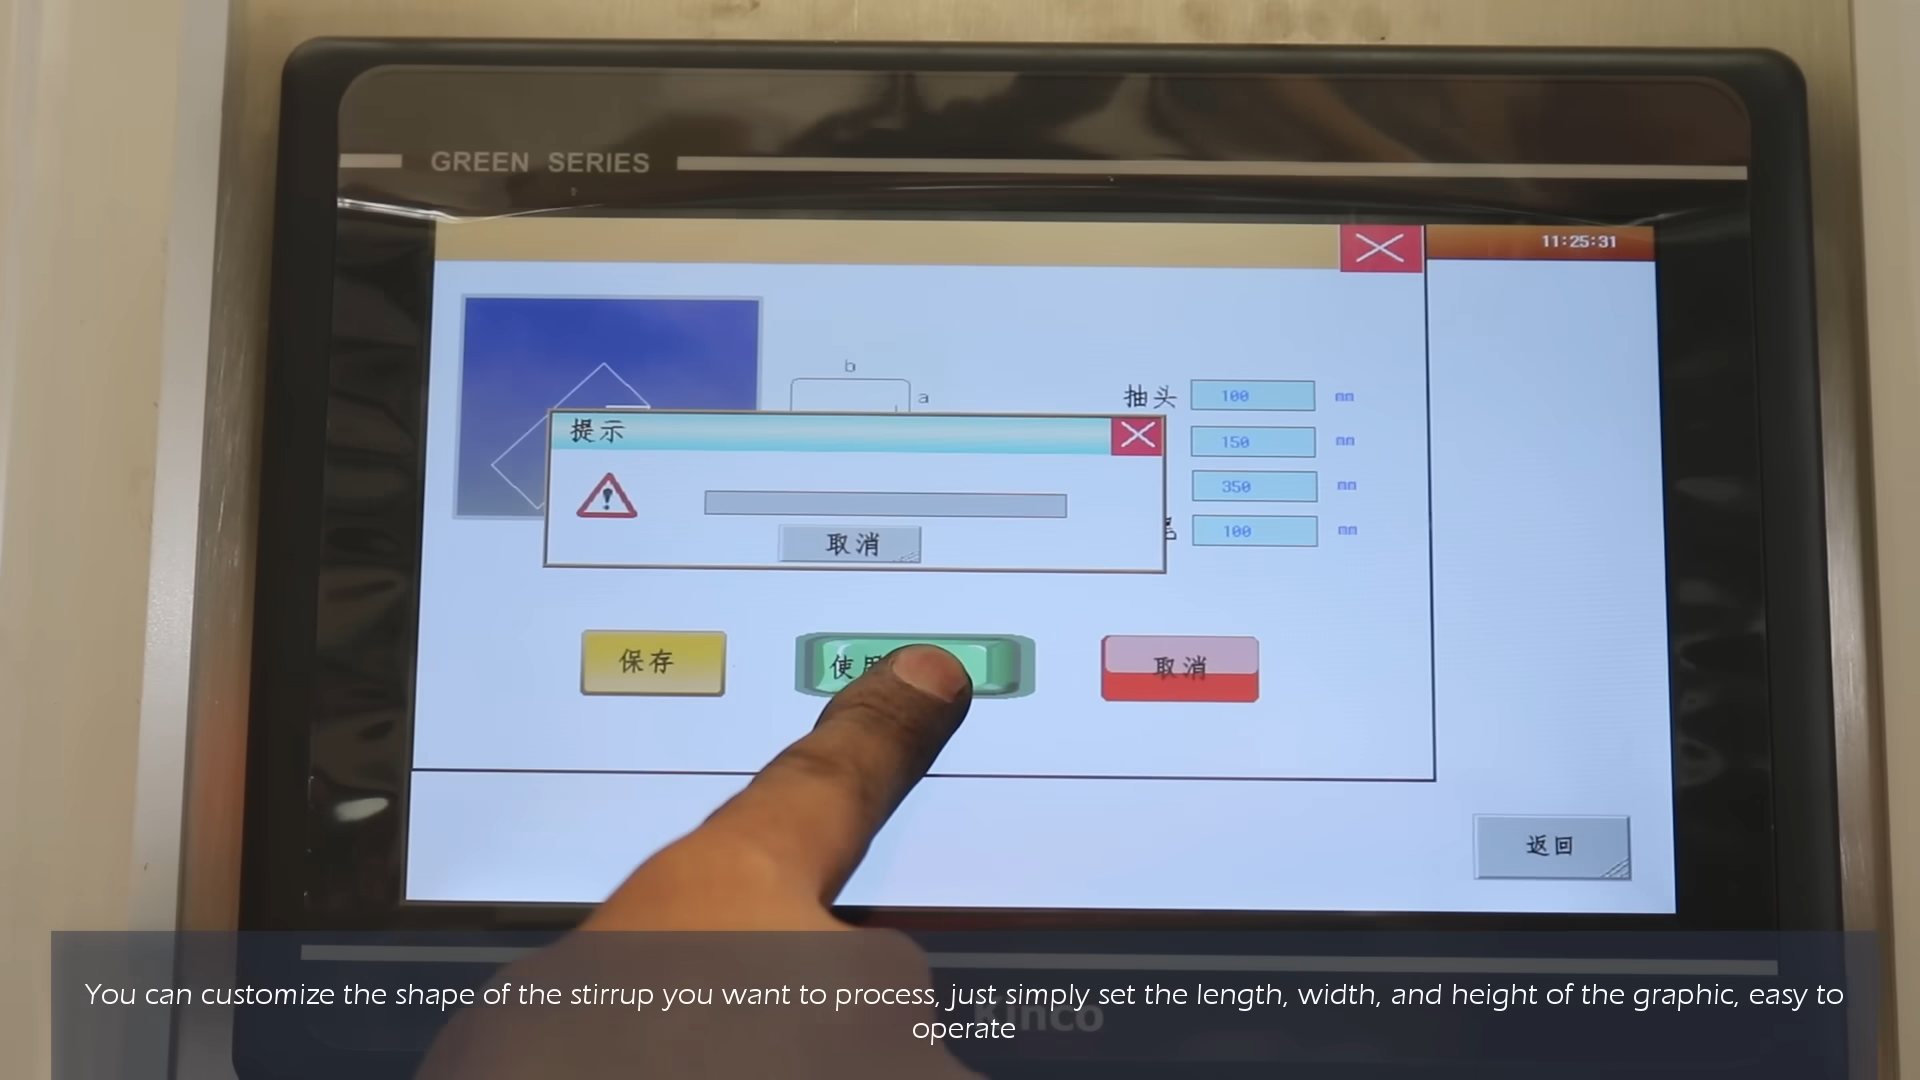 GREEN SERIES
11:25:31
b
a
抽头 100 mm
150 mm
350 mm
100 mm
提示
取消
保存
取消
返回
Kinco
You can customize the shape of the stirrup you want to process, just simply set the length, width, and height of the graphic, easy to
operate